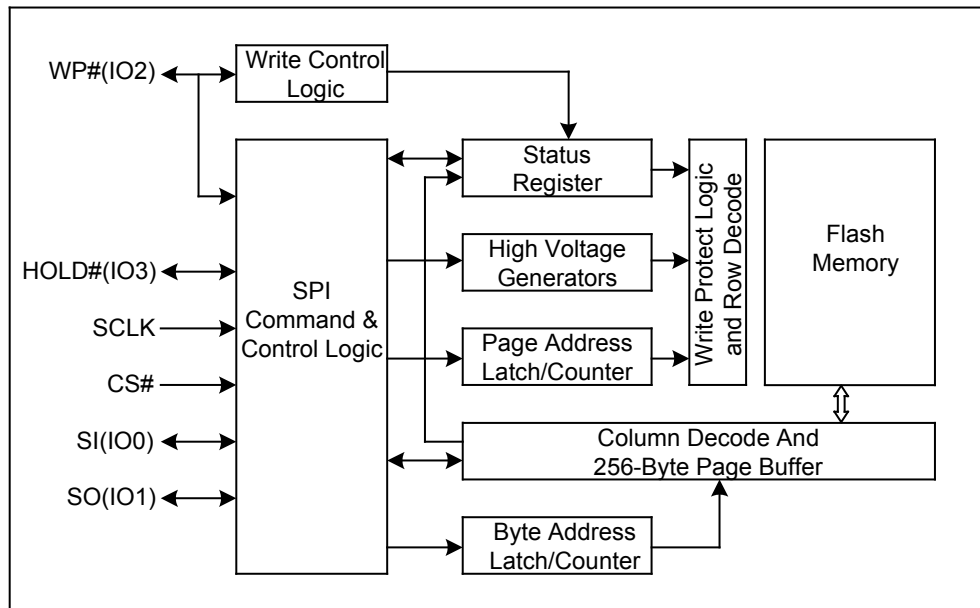 WP#(IO2)
Write Control
Logic
Status
Register
HOLD#(IO3)
High Voltage
Generators
SPI
Command &
Control Logic
SCLK
Page Address
Latch/Counter
CS#
Write Protect Logic
and Row Decode
Flash
Memory
SI(IO0)
Column Decode And
256-Byte Page Buffer
SO(IO1)
Byte Address
Latch/Counter